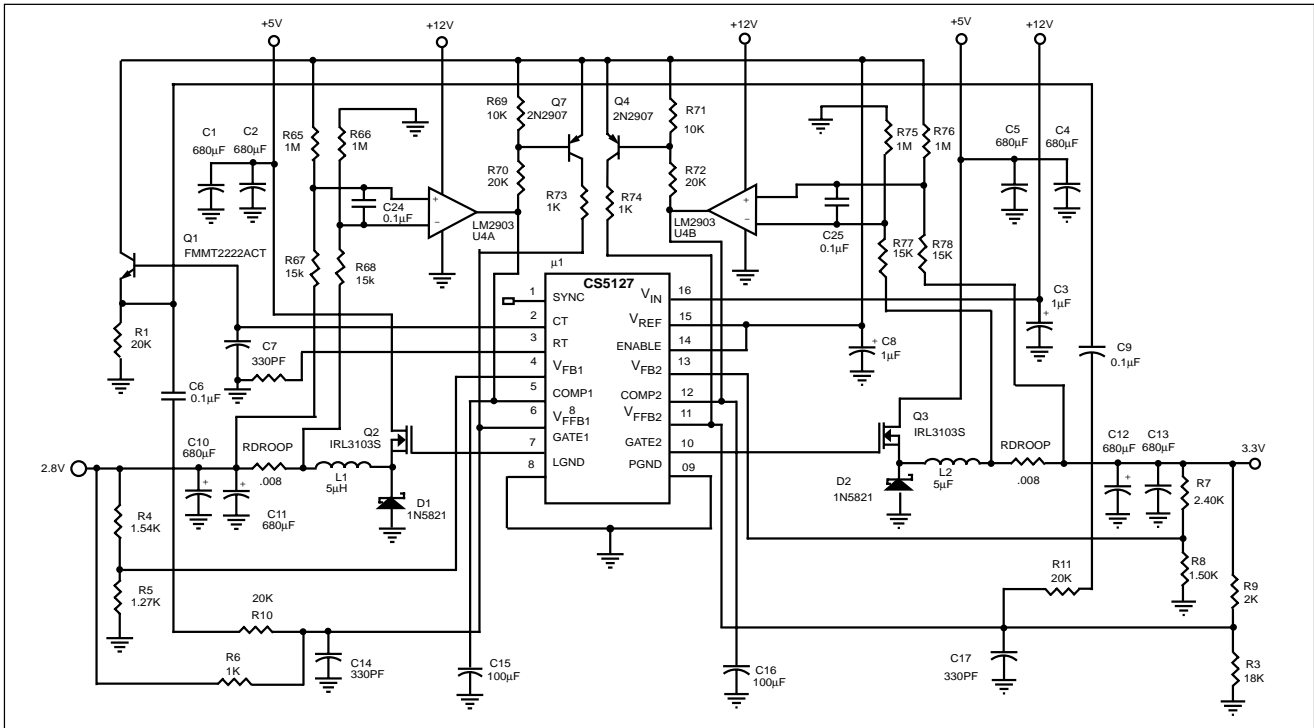 +5V
+12V
+12V
+5V
+12V
R69
10K
Q7
2N2907
Q4
2N2907
R71
10K
C1
680µF
C2
680µF
R65
1M
R66
1M
R75
1M
R76
1M
C5
680µF
C4
680µF
R70
20K
R73
1K
R74
1K
R72
20K
C24
0.1µF
+
−
LM2903
U4A
LM2903
U4B
+
−
C25
0.1µF
Q1
FMMT2222ACT
R67
15k
R68
15k
R77
15K
R78
15K
µ1
CS5127
1
SYNC
2
CT
3
RT
4
VFB1
5
COMP1
6
VFFB1
8
7
GATE1
8
LGND
16
VIN
15
VREF
14
ENABLE
13
VFB2
12
COMP2
11
VFFB2
10
GATE2
09
PGND
C3
1µF
+
R1
20K
C7
330PF
C8
1µF
+
C9
0.1µF
C6
0.1µF
Q2
IRL3103S
Q3
IRL3103S
2.8V
C10
680µF
+
RDROOP
.008
L1
5µH
+
C11
680µF
D1
1N5821
D2
1N5821
L2
5µF
RDROOP
.008
C12
680µF
+
C13
680µF
3.3V
R7
2.40K
R4
1.54K
R5
1.27K
R8
1.50K
R11
20K
R9
2K
20K
R10
R6
1K
C14
330PF
C15
100µF
C16
100µF
C17
330PF
R3
18K